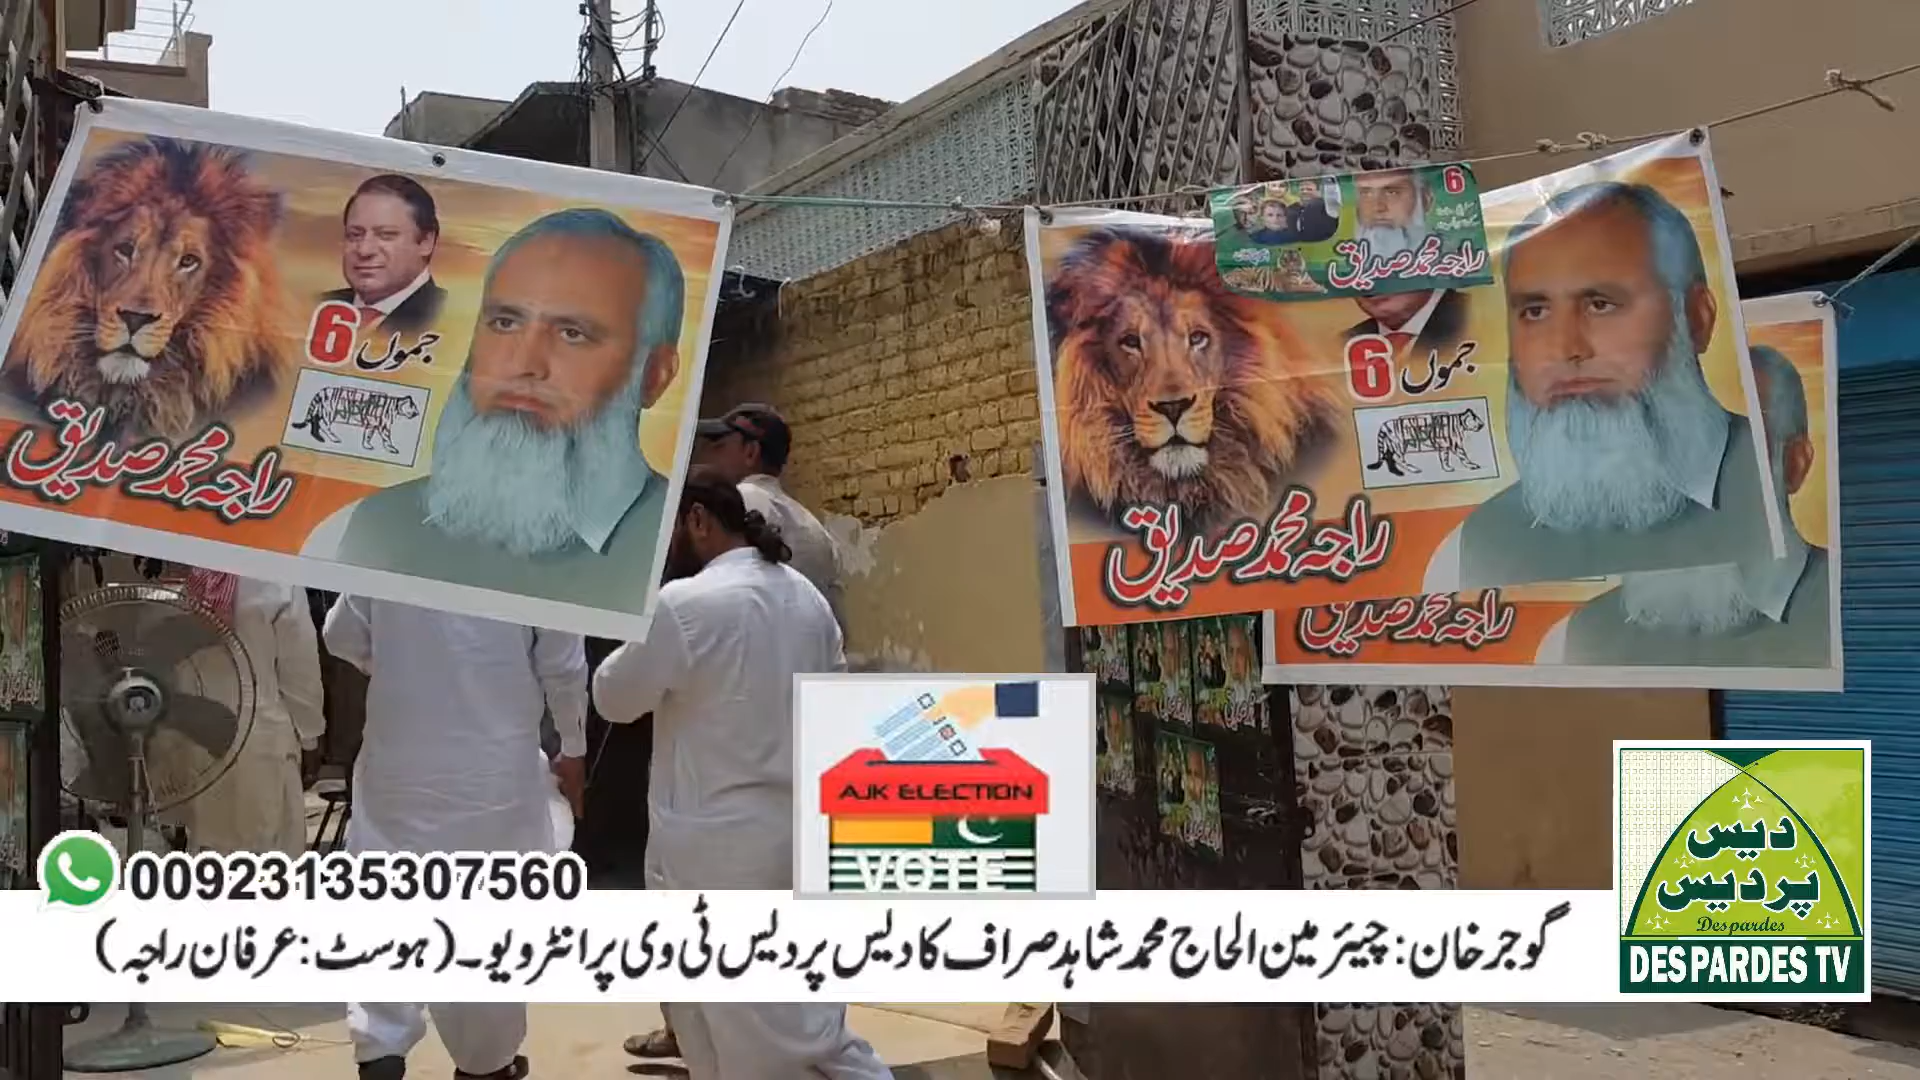 جموں 6
راجہ محمد صدیق
6
راجہ محمد صدیق
جموں 6
راجہ محمد صدیق
راجہ محمد صدیق
AJK ELECTION
VOTE
00923135307560
گوجرخان: چیئرمین الحاج محمد شاہد صراف کا دیس پردیس ٹی وی پر انٹرویو۔ (ہوسٹ: عرفان راجہ)
دیس
پردیس
Despardes
DESPARDES TV